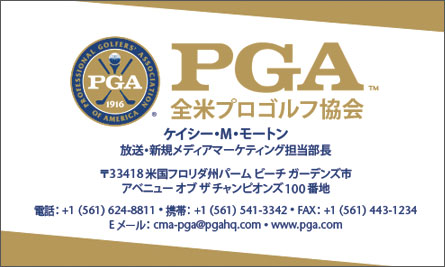 PROFESSIONAL GOLFERS' ASSOCIATION
OF AMERICA
PGA
1916
®
PGA™
全米プロゴルフ協会
ケイシー・M・モートン
放送・新規メディアマーケティング担当部長
〒33418 米国フロリダ州パーム ビーチ ガーデンズ市
アベニュー オブ ザ チャンピオンズ 100 番地
電話：+1 (561) 624-8811 • 携帯：+1 (561) 541-3342 • FAX：+1 (561) 443-1234
E メール：cma-pga@pgahq.com • www.pga.com